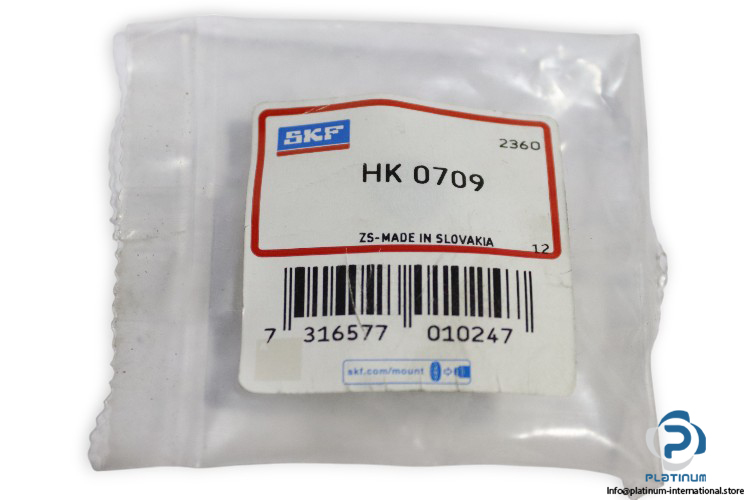 SKF
2360
HK 0709
ZS-MADE IN SLOVAKIA
12
7 316577 010247
skf.com/mount
PLATINUM
Info@platinum-international.store